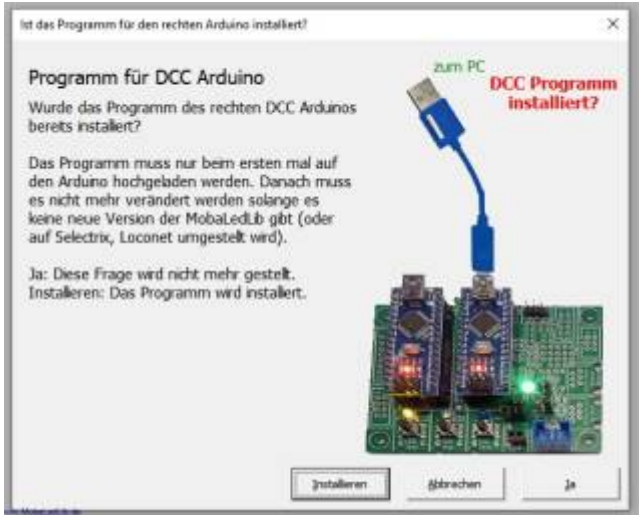 Ist das Programm für den rechten Arduino installiert?
Programm für DCC Arduino
Wurde das Programm des rechten DCC Arduinos
bereits installiert?
Das Programm muss nur beim ersten mal auf
den Arduino hochgeladen werden. Danach muss
es nicht mehr verändert werden solange es
keine neue Version der MobaLedLib gibt (oder
auf Selectrix, Loconet umgestellt wird).
Ja: Diese Frage wird nicht mehr gestellt.
Installieren: Das Programm wird installiert.
zum PC
DCC Programm
installiert?
Installieren
Abbrechen
Ja